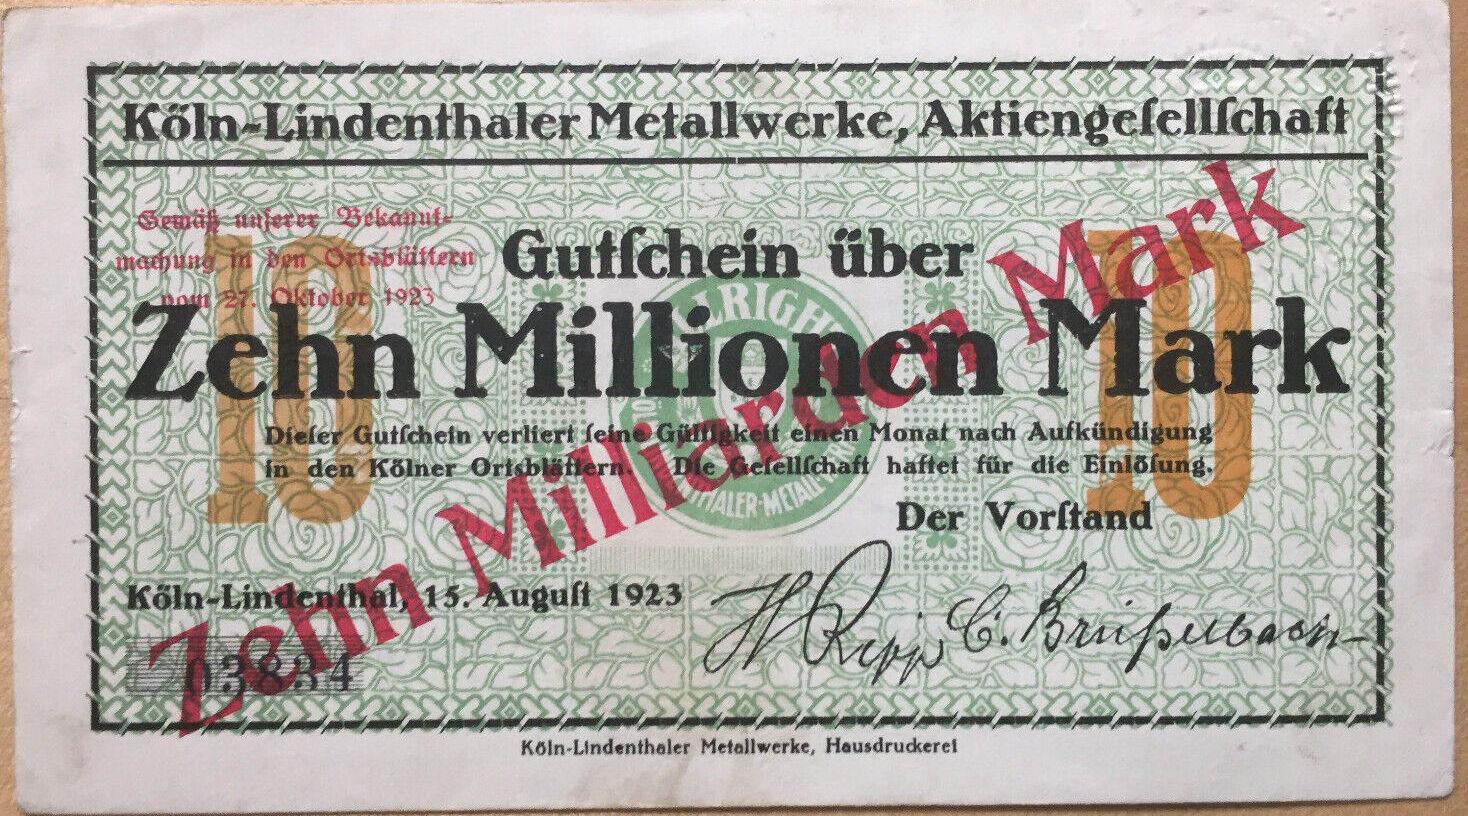 Köln-Lindenthaler Metallwerke, Aktiengeſellſchaft
Gemäß unſerer Bekannt-
machung in den Ortsblättern
vom 27. Oktober 1923
10
10
Gutſchein über
Zehn Millionen Mark
Zehn Milliarden Mark
Dieſer Gutſchein verliert ſeine Gültigkeit einen Monat nach Aufkündigung
in den Kölner Ortsblättern. Die Geſellſchaft haftet für die Einlöſung.
Der Vorſtand
Köln-Lindenthal, 15. Auguſt 1923
03834
Köln-Lindenthaler Metallwerke, Hausdruckerei